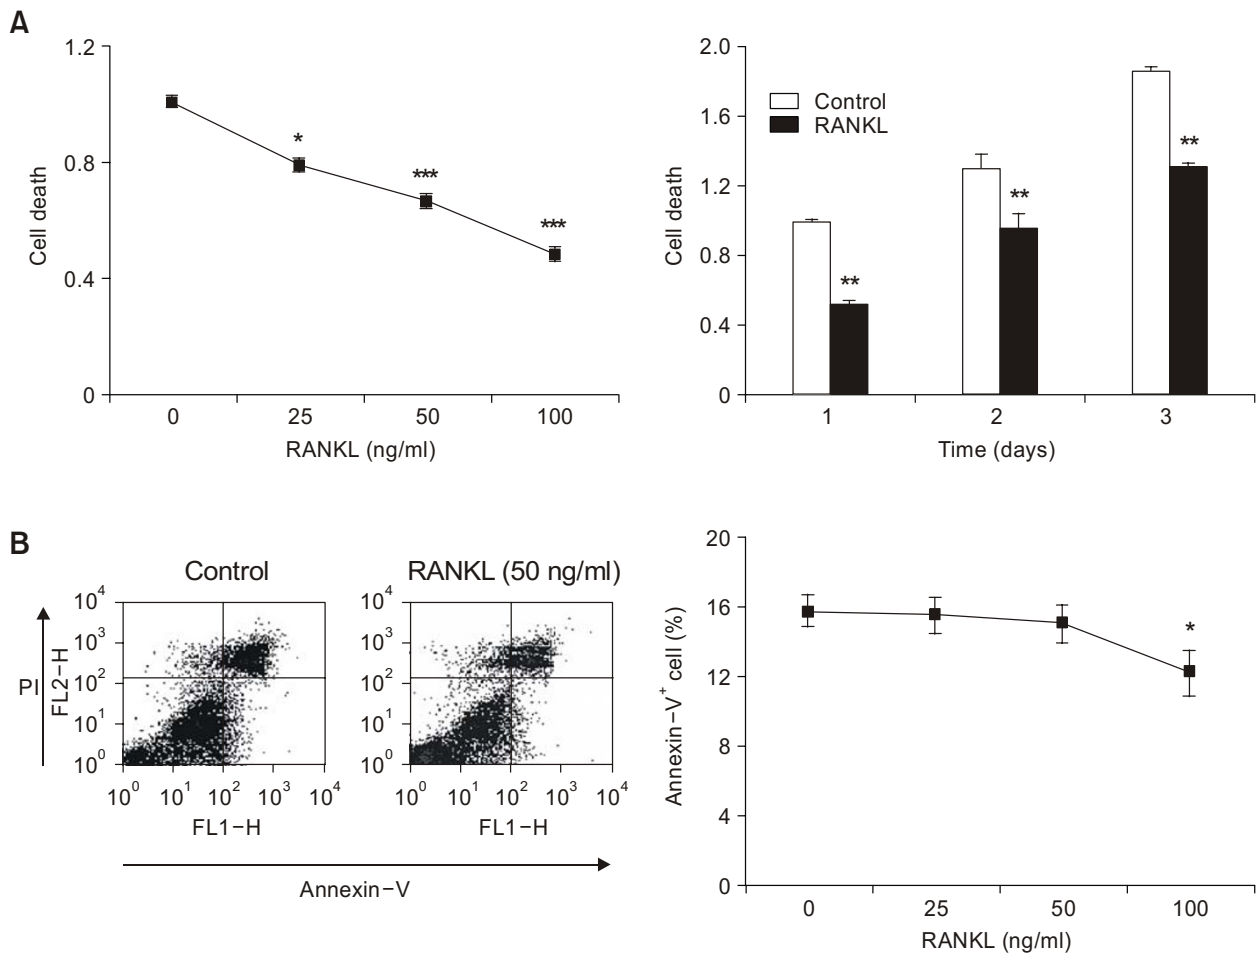 A
1.2
0.8
0.4
0
Cell death
*
***
***
0 25 50 100
RANKL (ng/ml)
2.0
1.6
1.2
0.8
0.4
0
Cell death
Control
RANKL
**
**
**
1 2 3
Time (days)
B
Control
10⁴
10³
10²
10¹
10⁰
PI
FL2−H
10⁰ 10¹ 10² 10³ 10⁴
FL1−H
RANKL (50 ng/ml)
10⁴
10³
10²
10¹
10⁰
10⁰ 10¹ 10² 10³ 10⁴
FL1−H
Annexin−V
20
16
12
8
4
0
Annexin−V⁺ cell (%)
*
0 25 50 100
RANKL (ng/ml)